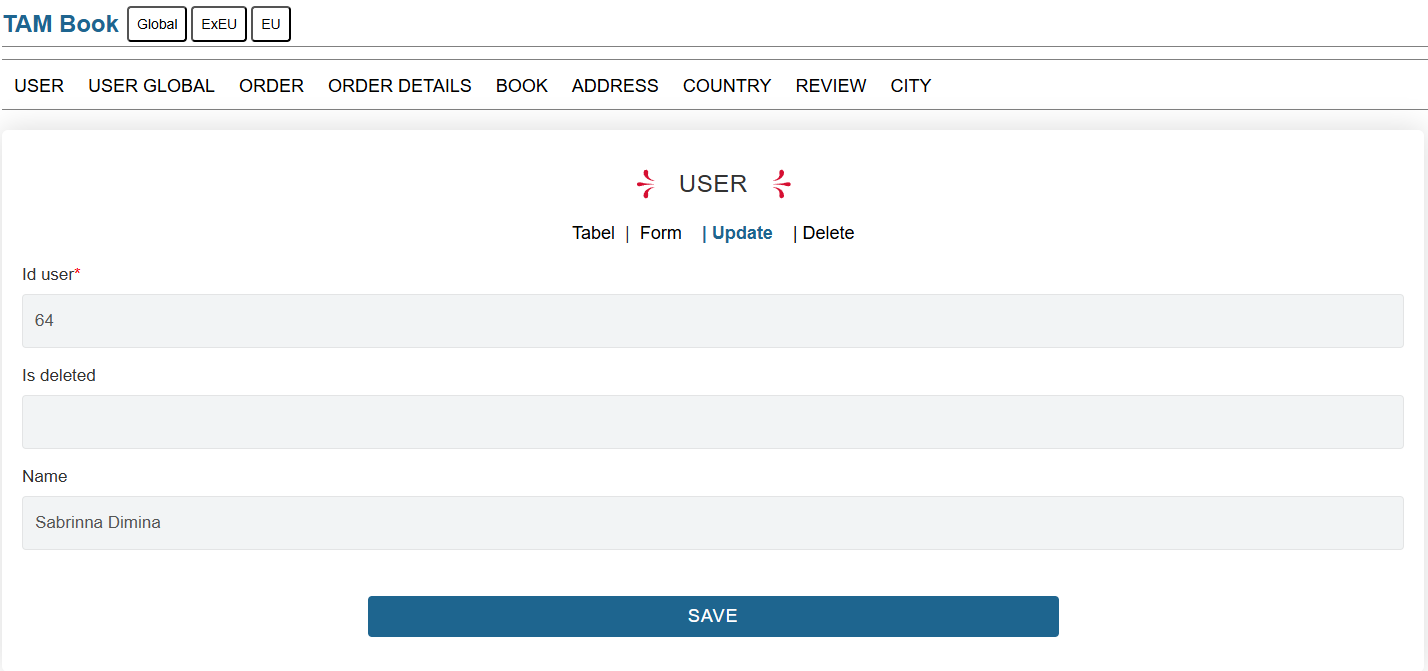 TAM Book Global ExEU EU
USER USER GLOBAL ORDER ORDER DETAILS BOOK ADDRESS COUNTRY REVIEW CITY
USER
Tabel | Form | Update | Delete
Id user*
64
Is deleted
Name
Sabrinna Dimina
SAVE